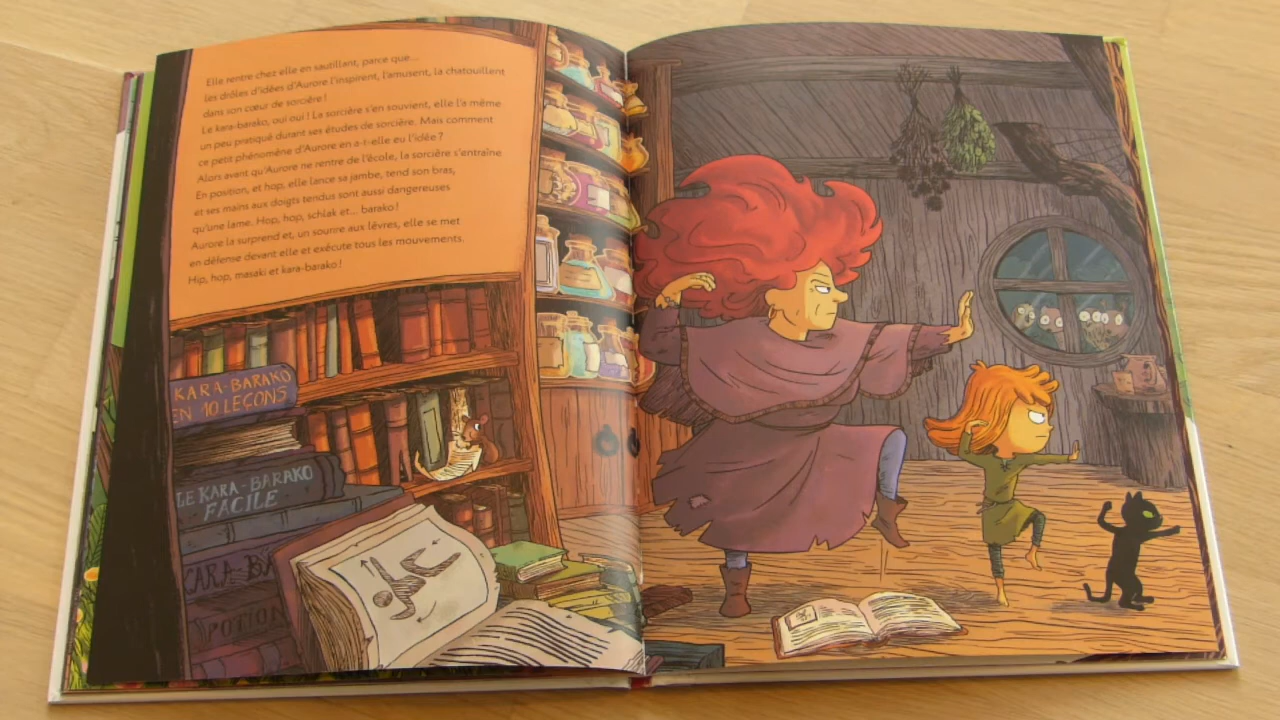 Elle rentre chez elle en sautillant, parce que...
les drôles d'idées d'Aurore l'inspirent, l'amusent, la chatouillent
dans son cœur de sorcière !
Le kara-barako, oui oui ! La sorcière s'en souvient, elle l'a même
un peu pratiqué durant ses études de sorcière. Mais comment
ce petit phénomène d'Aurore en a-t-elle eu l'idée ?
Alors avant qu'Aurore ne rentre de l'école, la sorcière s'entraîne
En position, et hop, elle lance sa jambe, tend son bras,
et ses mains aux doigts tendus sont aussi dangereuses
qu'une lame. Hop, hop, schlak et... barako !
Aurore la surprend et, un sourire aux lèvres, elle se met
en défense devant elle et exécute tous les mouvements.
Hip, hop, masaki et kara-barako !
KARA-BARAKO
EN 10 LEÇONS
LE KARA-BARAKO
FACILE
KARA-BA
POTION